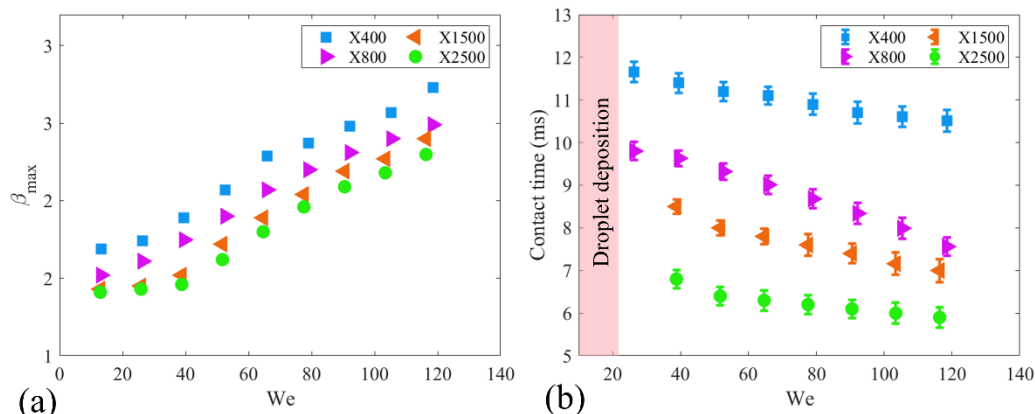 3
3
2
2
1
β max
X400 X1500
X800 X2500
0 20 40 60 80 100 120 140
We
(a)
13
12
11
10
9
8
7
6
5
Contact time (ms)
Droplet deposition
X400 X1500
X800 X2500
0 20 40 60 80 100 120 140
We
(b)